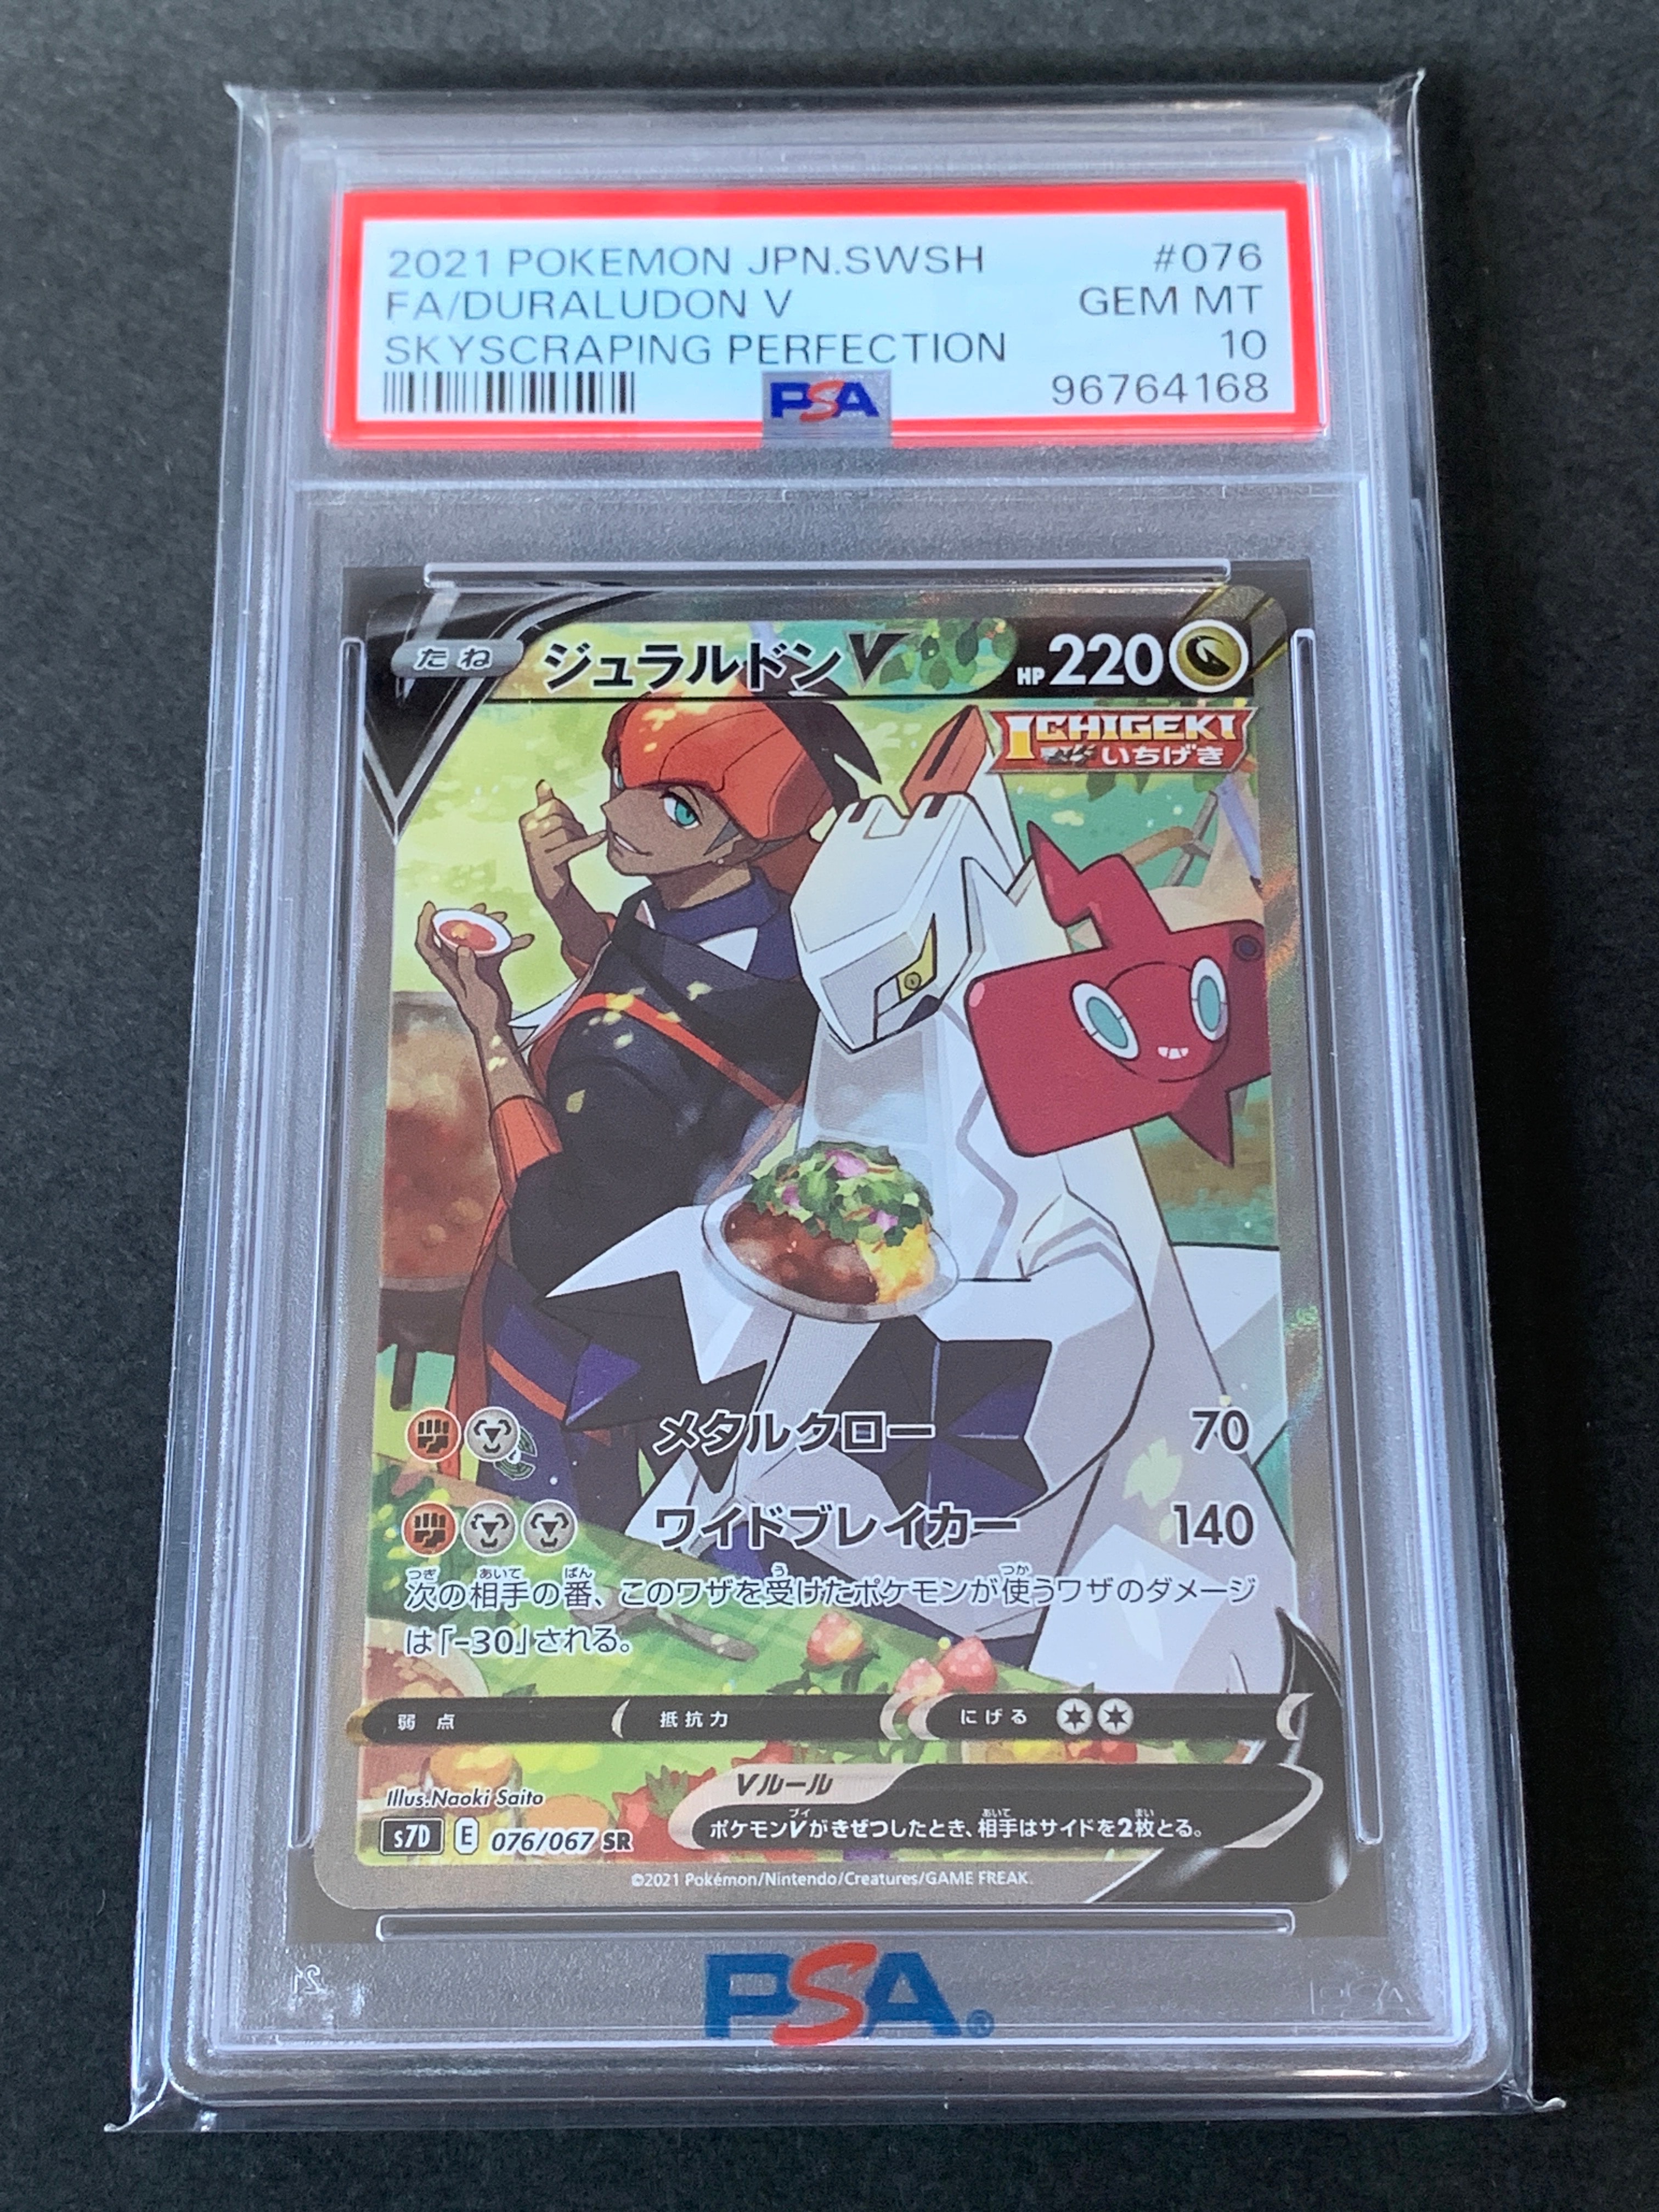 2021 POKEMON JPN.SWSH #076
FA/DURALUDON V GEM MT
SKYSCRAPING PERFECTION 10
PSA 96764168
たね ジュラルドンV HP 220
ICHIGEKI
いちげき
メタルクロー 70
ワイドブレイカー 140
次の相手の番、このワザを受けたポケモンが使うワザのダメージ
は「-30」される。
弱点 抵抗力 にげる
Vルール
ポケモンVがきぜつしたとき、相手はサイドを2枚とる。
Illus.Naoki Saito
s7D E 076/067 SR
©2021 Pokémon/Nintendo/Creatures/GAME FREAK.
PSA®